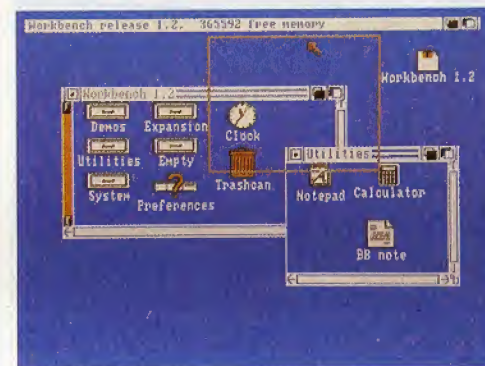 Workbench release 1.2. 365592 free memory
Workbench 1.2
Workbench 1.2
Demos Expansion Clock
Utilities Empty Trashcan
System Preferences
Utilities
Notepad Calculator
BB note